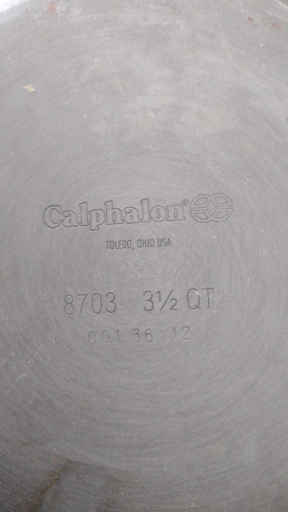 Calphalon®
TOLEDO, OHIO USA
8703 3½ QT